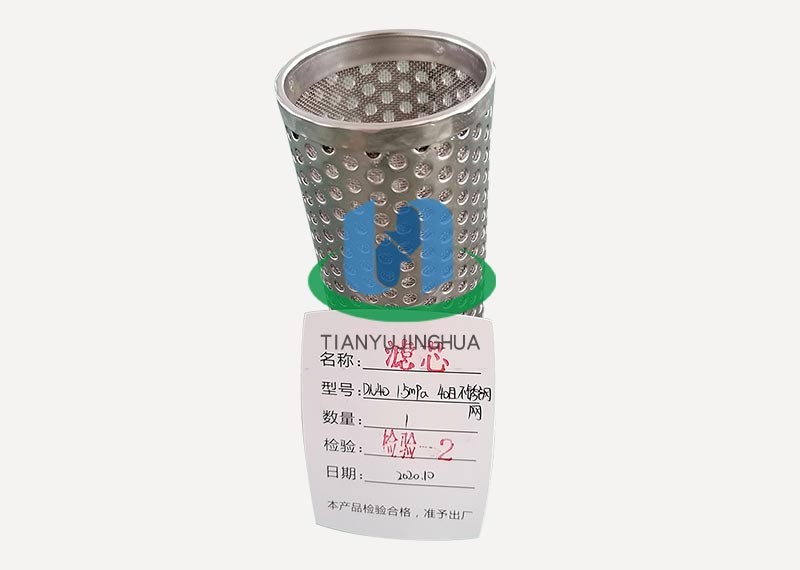 TIANYUJINGHUA
名称: 滤芯
型号: DN40 1.5mPa 40目不锈钢
网
数量: 1
检验: 检验-2
日期: 2020.10
本产品检验合格，准予出厂